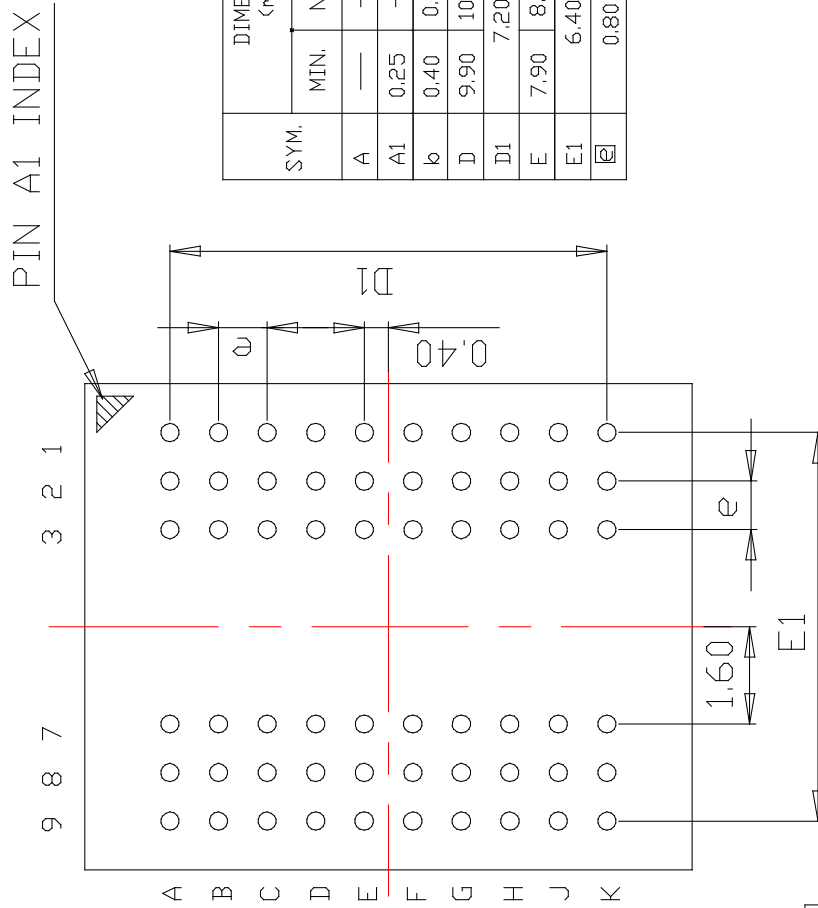 PIN A1 INDEX
SYM.
MIN.
A —
A1 0.25
b 0.40
D 9.90
D1 7.20
E 7.90
E1 6.40
e 0.80
D1
e
0.40
1 2 3 7 8 9
A B C D E F G H J K
e
1.60
E1